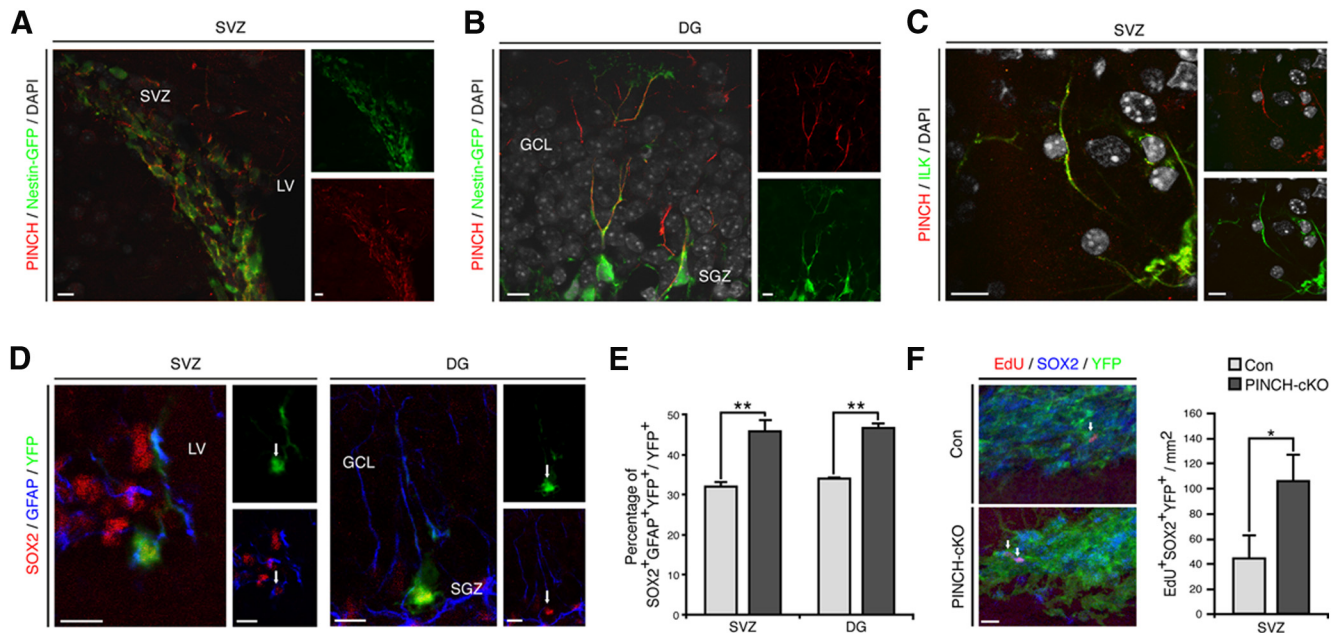 A
SVZ
PINCH / Nestin-GFP / DAPI
SVZ
LV
B
DG
PINCH / Nestin-GFP / DAPI
GCL
SGZ
C
SVZ
PINCH / ILK / DAPI
D
SVZ
DG
SOX2 / GFAP / YFP
LV
GCL
SGZ
E
Percentage of
SOX2+GFAP+YFP+/ YFP+
50
40
30
20
10
0
**
**
SVZ
DG
F
EdU / SOX2 / YFP
Con
PINCH-cKO
Con
PINCH-cKO
EdU+SOX2+YFP+ / mm2
160
140
120
100
80
60
40
20
0
*
SVZ